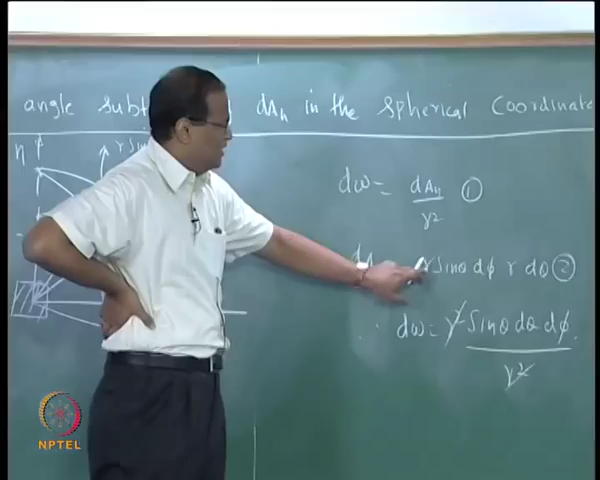 angle dAₙ in the Spherical Coordinate
n r
dω = dAₙ / r² ①
r Sinθ dϕ r dθ ②
∴ dω = r² Sinθ dθ dϕ / r²
NPTEL